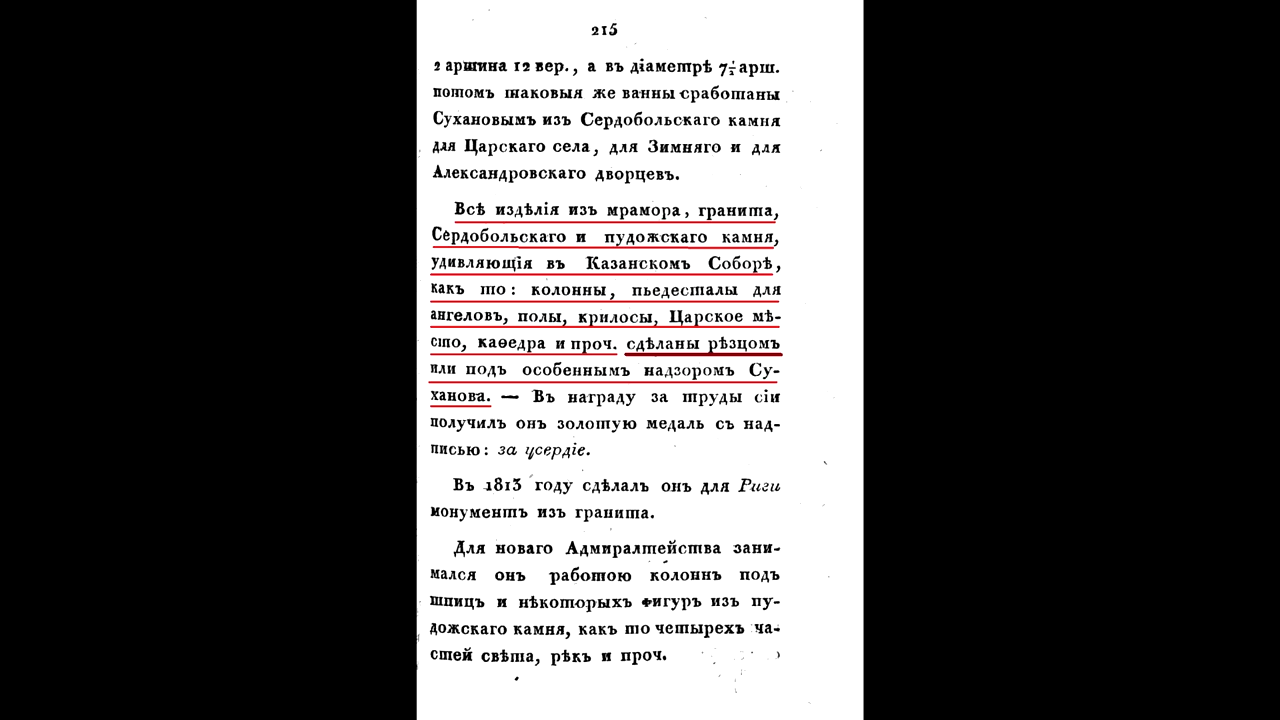 215
2 аршина 12 вер., а въ діаметрѣ 7½ арш.
потомъ таковыя же ванны сработаны
Сухановымъ изъ Сердобольскаго камня
для Царскаго села, для Зимняго и для
Александровскаго дворцевъ.
Всѣ издѣлія изъ мрамора, гранита,
Сердобольскаго и пудожскаго камня,
удивляющія въ Казанскомъ Соборѣ,
какъ то: колонны, пьедесталы для
ангеловъ, полы, крилосы, Царское мѣ-
сто, каѳедра и проч. сдѣланы рѣзцомъ
или подъ особеннымъ надзоромъ Су-
ханова. — Въ награду за труды сіи
получилъ онъ золотую медаль съ над-
писью: за усердіе.
Въ 1813 году сдѣлалъ онъ для Риги
монументъ изъ гранита.
Для новаго Адмиралтейства зани-
мался онъ работою колоннъ подъ
шпицъ и нѣкоторыхъ фигуръ изъ пу-
дожскаго камня, какъ то четырехъ ча-
стей свѣта, рѣкъ и проч.